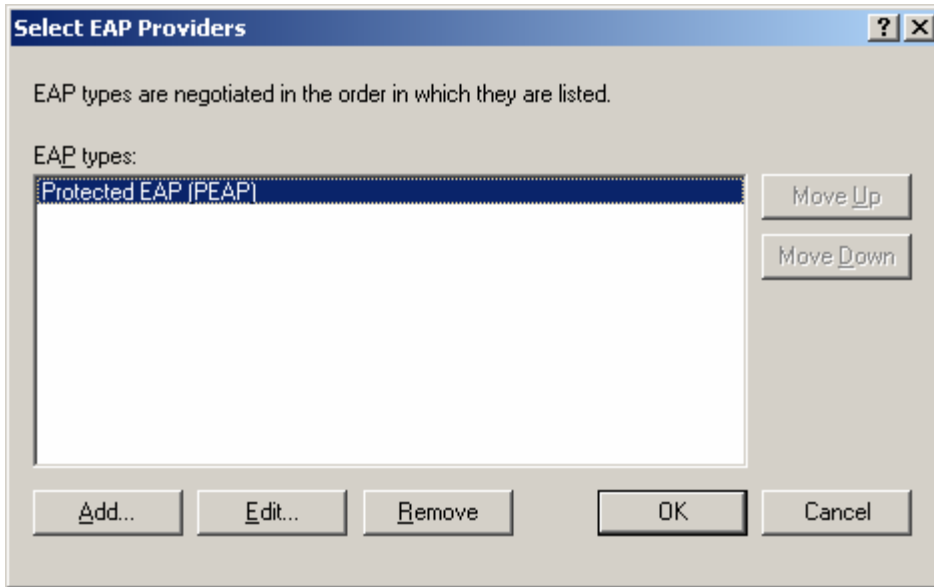 Select EAP Providers
EAP types are negotiated in the order in which they are listed.
EAP types:
Protected EAP (PEAP)
Move Up
Move Down
Add...
Edit...
Remove
OK
Cancel